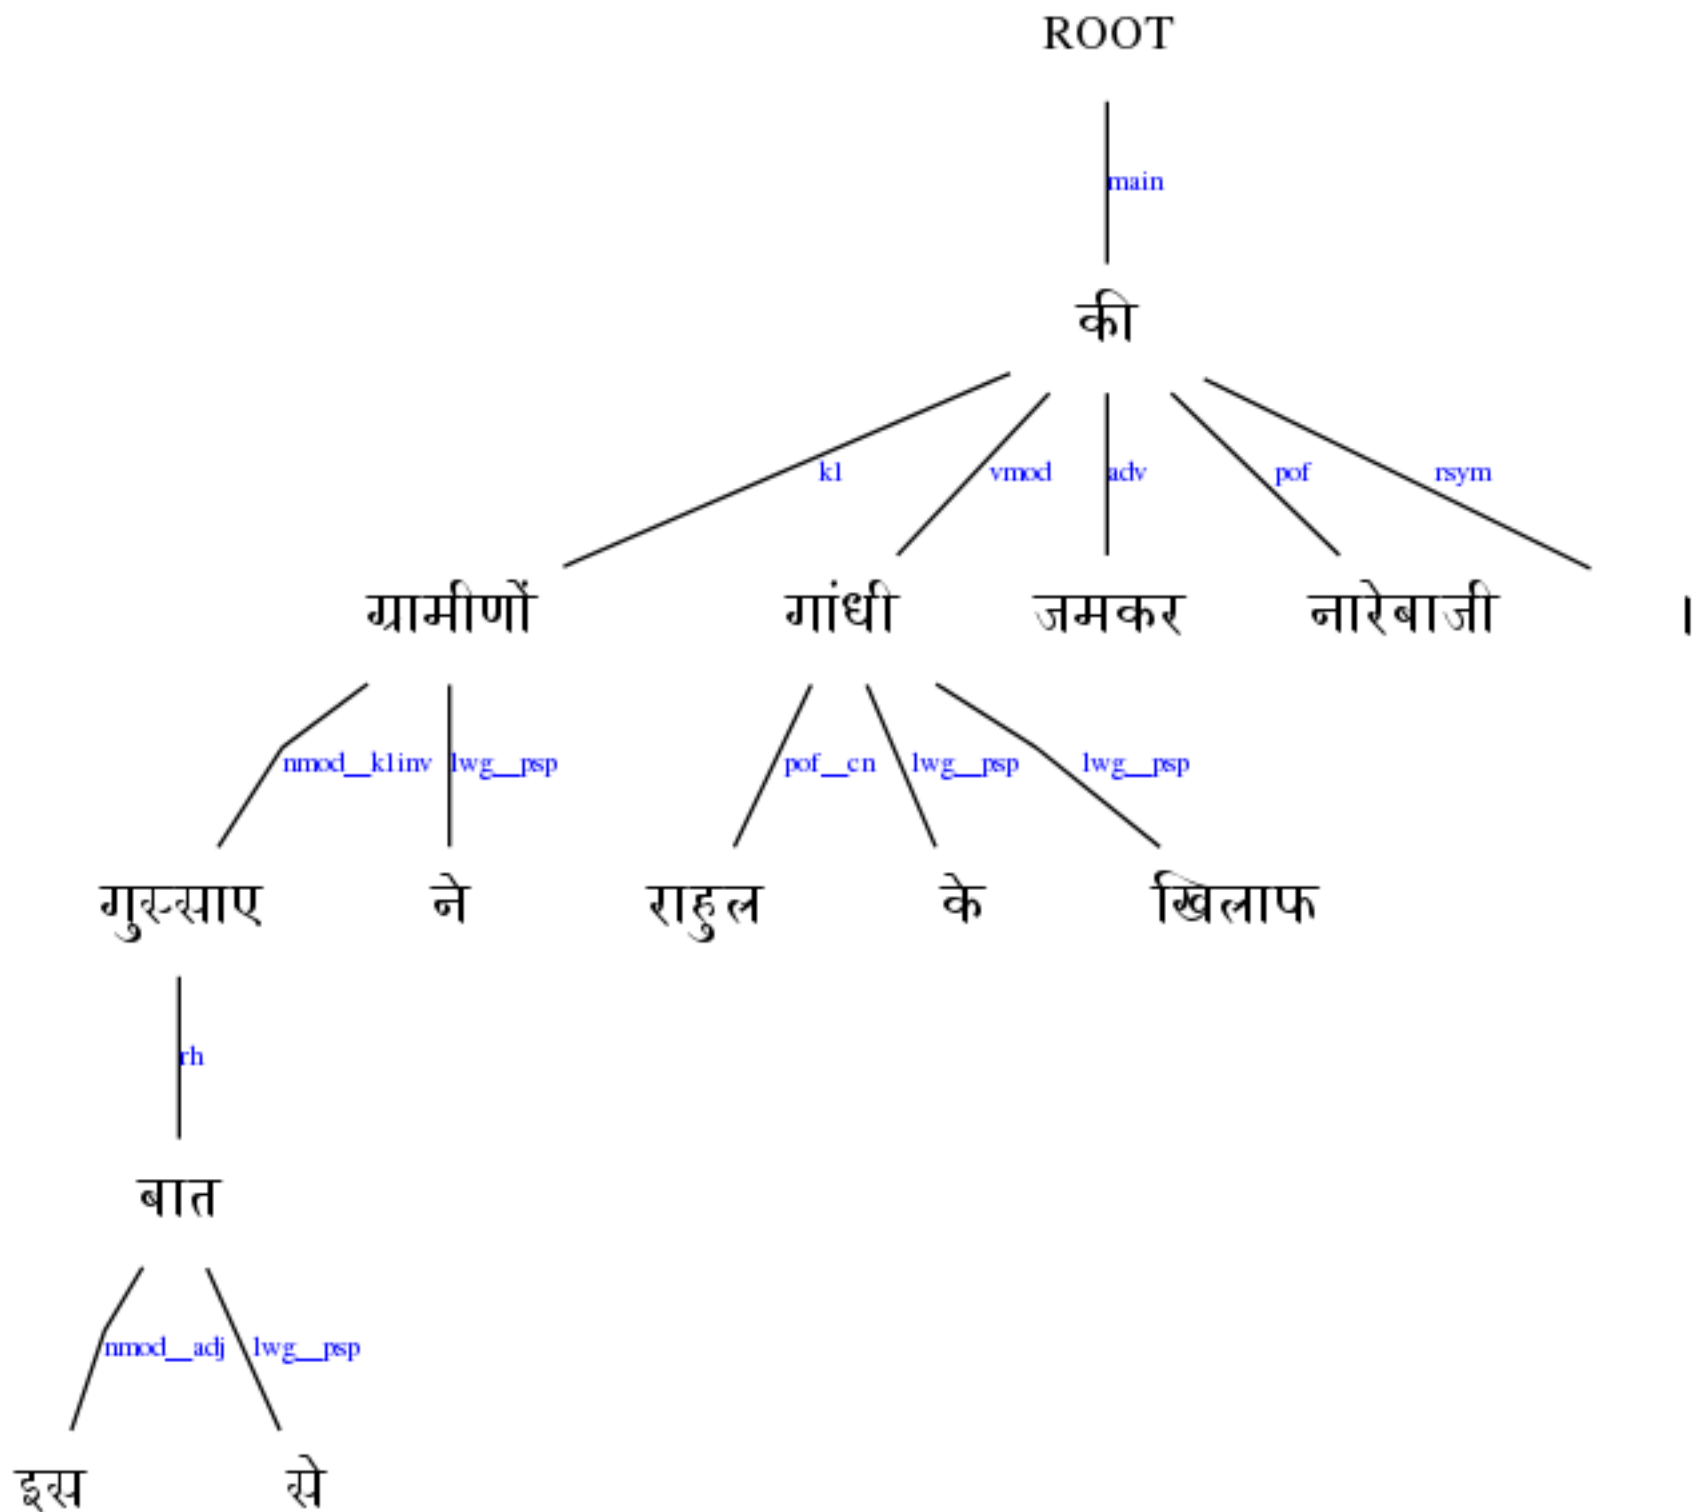 ROOT
main
की
k1 vmod adv pof rsym
ग्रामीणों गांधी जमकर नारेबाजी ।
nmod__k1inv lwg__psp pof__cn lwg__psp lwg__psp
गुस्साए ने राहुल के खिलाफ
rh
बात
nmod__adj lwg__psp
इस से